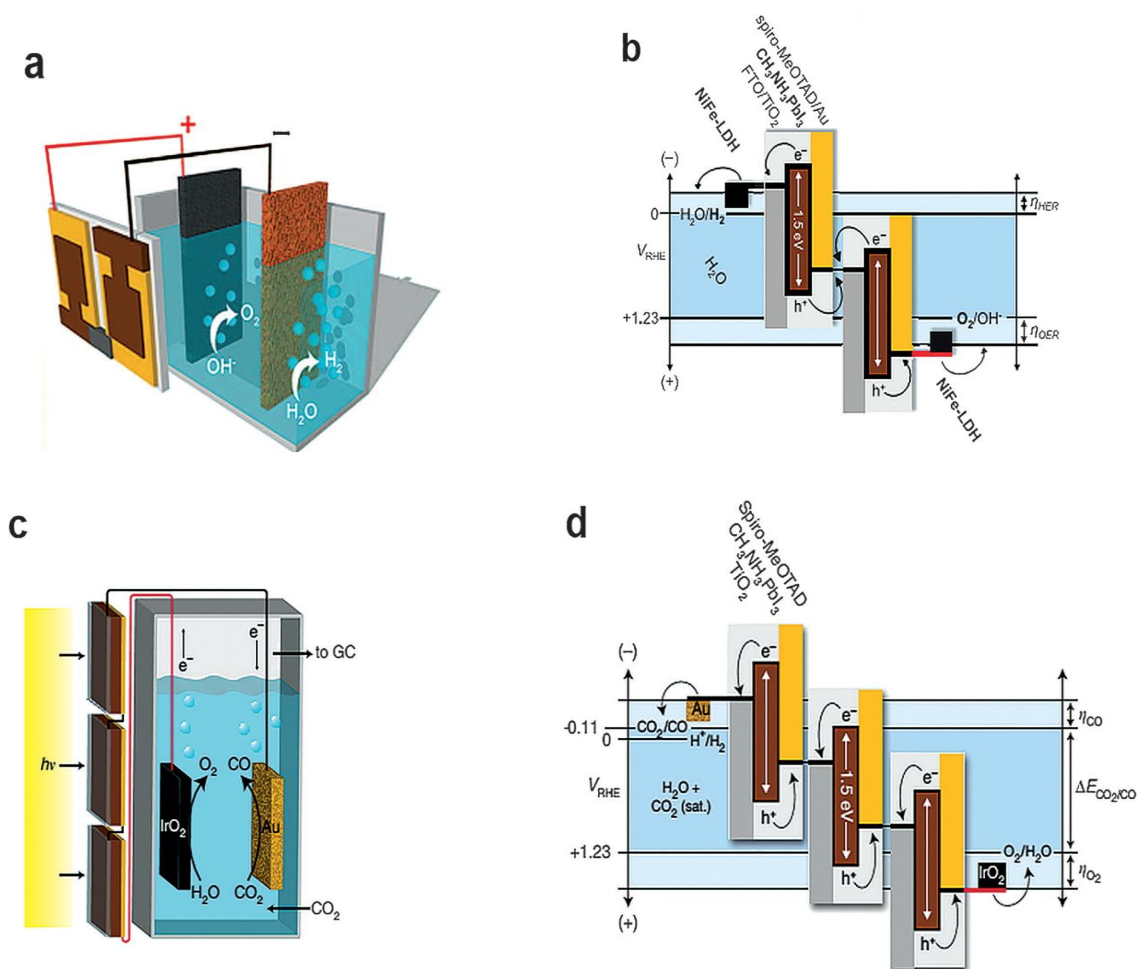 a
+
−
O₂
OH⁻
H₂
H₂O
b
spiro-MeOTAD/Au
CH₃NH₃PbI₃
FTO/TiO₂
NiFe-LDH
(−)
e⁻
ηHER
0
H₂O/H₂
1.5 eV
e⁻
VRHE
H₂O
h⁺
+1.23
O₂/OH⁻
ηOER
(+)
h⁺
NiFe-LDH
c
e⁻
e⁻
to GC
hν
O₂
CO
IrO₂
Au
H₂O
CO₂
CO₂
d
Spiro-MeOTAD
CH₃NH₃PbI₃
TiO₂
(−)
e⁻
Au
ηCO
-0.11
CO₂/CO
e⁻
0
H⁺/H₂
VRHE
H₂O +
CO₂ (sat.)
1.5 eV
ΔECO₂/CO
h⁺
e⁻
+1.23
O₂/H₂O
h⁺
IrO₂
ηO₂
(+)
h⁺